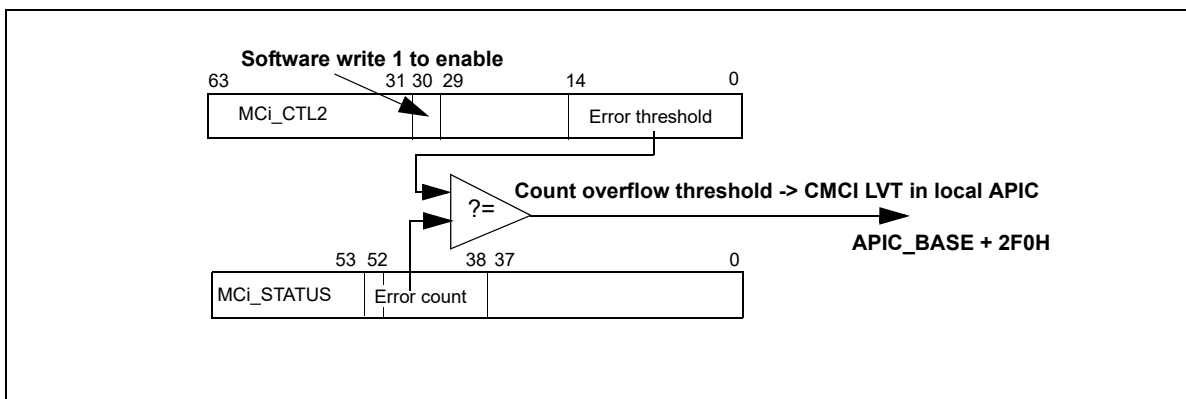 Software write 1 to enable
63 31 30 29 14 0
MCi_CTL2 Error threshold
?=
Count overflow threshold -> CMCI LVT in local APIC
APIC_BASE + 2F0H
53 52 38 37 0
MCi_STATUS Error count